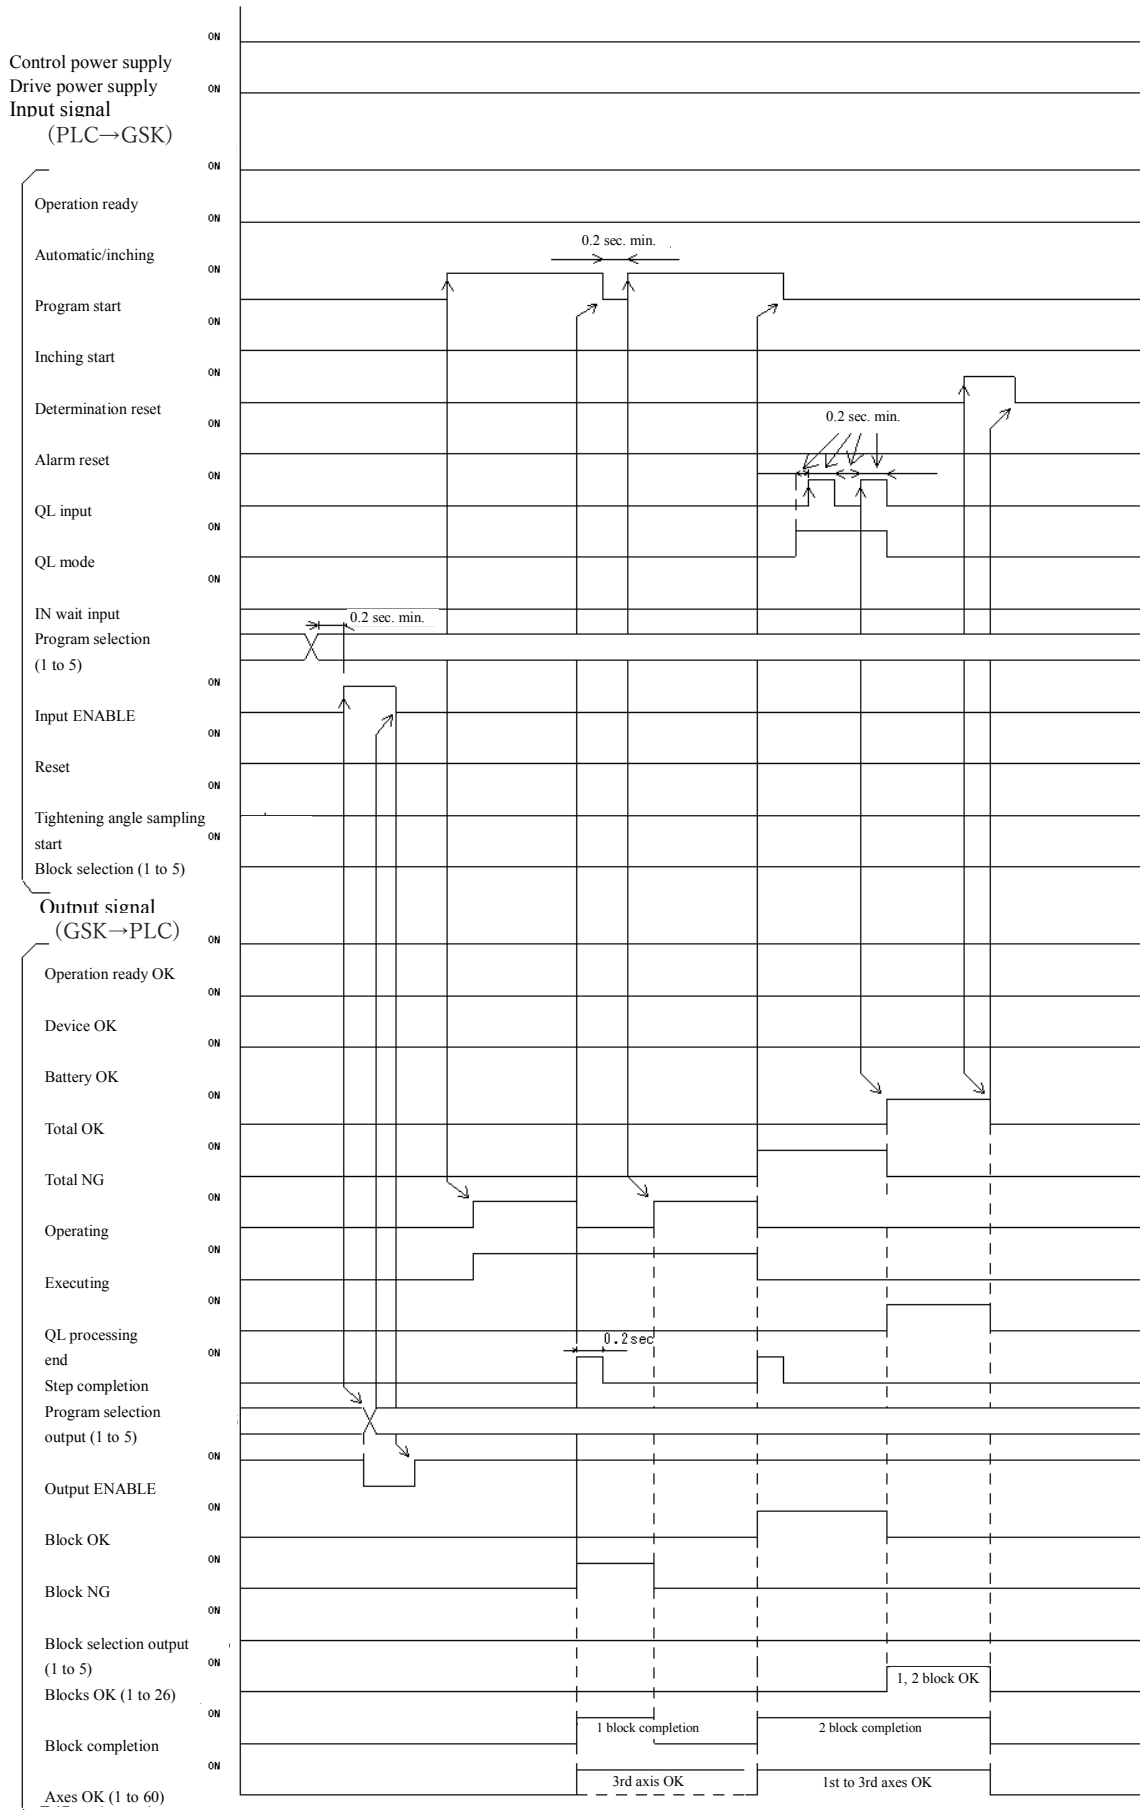 ON
Control power supply
Drive power supply
ON
Input signal
(PLC→GSK)
ON
Operation ready
ON
Automatic/inching
0.2 sec. min.
ON
Program start
ON
Inching start
ON
Determination reset
0.2 sec. min.
ON
Alarm reset
ON
QL input
ON
QL mode
ON
IN wait input
0.2 sec. min.
Program selection
(1 to 5)
ON
Input ENABLE
ON
Reset
ON
Tightening angle sampling
start
ON
Block selection (1 to 5)
Output signal
(GSK→PLC)
ON
Operation ready OK
ON
Device OK
ON
Battery OK
ON
Total OK
ON
Total NG
ON
Operating
ON
Executing
ON
QL processing
end
0.2sec
ON
Step completion
Program selection
output (1 to 5)
ON
Output ENABLE
ON
Block OK
ON
Block NG
ON
Block selection output
(1 to 5)
ON
1, 2 block OK
Blocks OK (1 to 26)
ON
1 block completion
2 block completion
Block completion
ON
3rd axis OK
1st to 3rd axes OK
Axes OK (1 to 60)